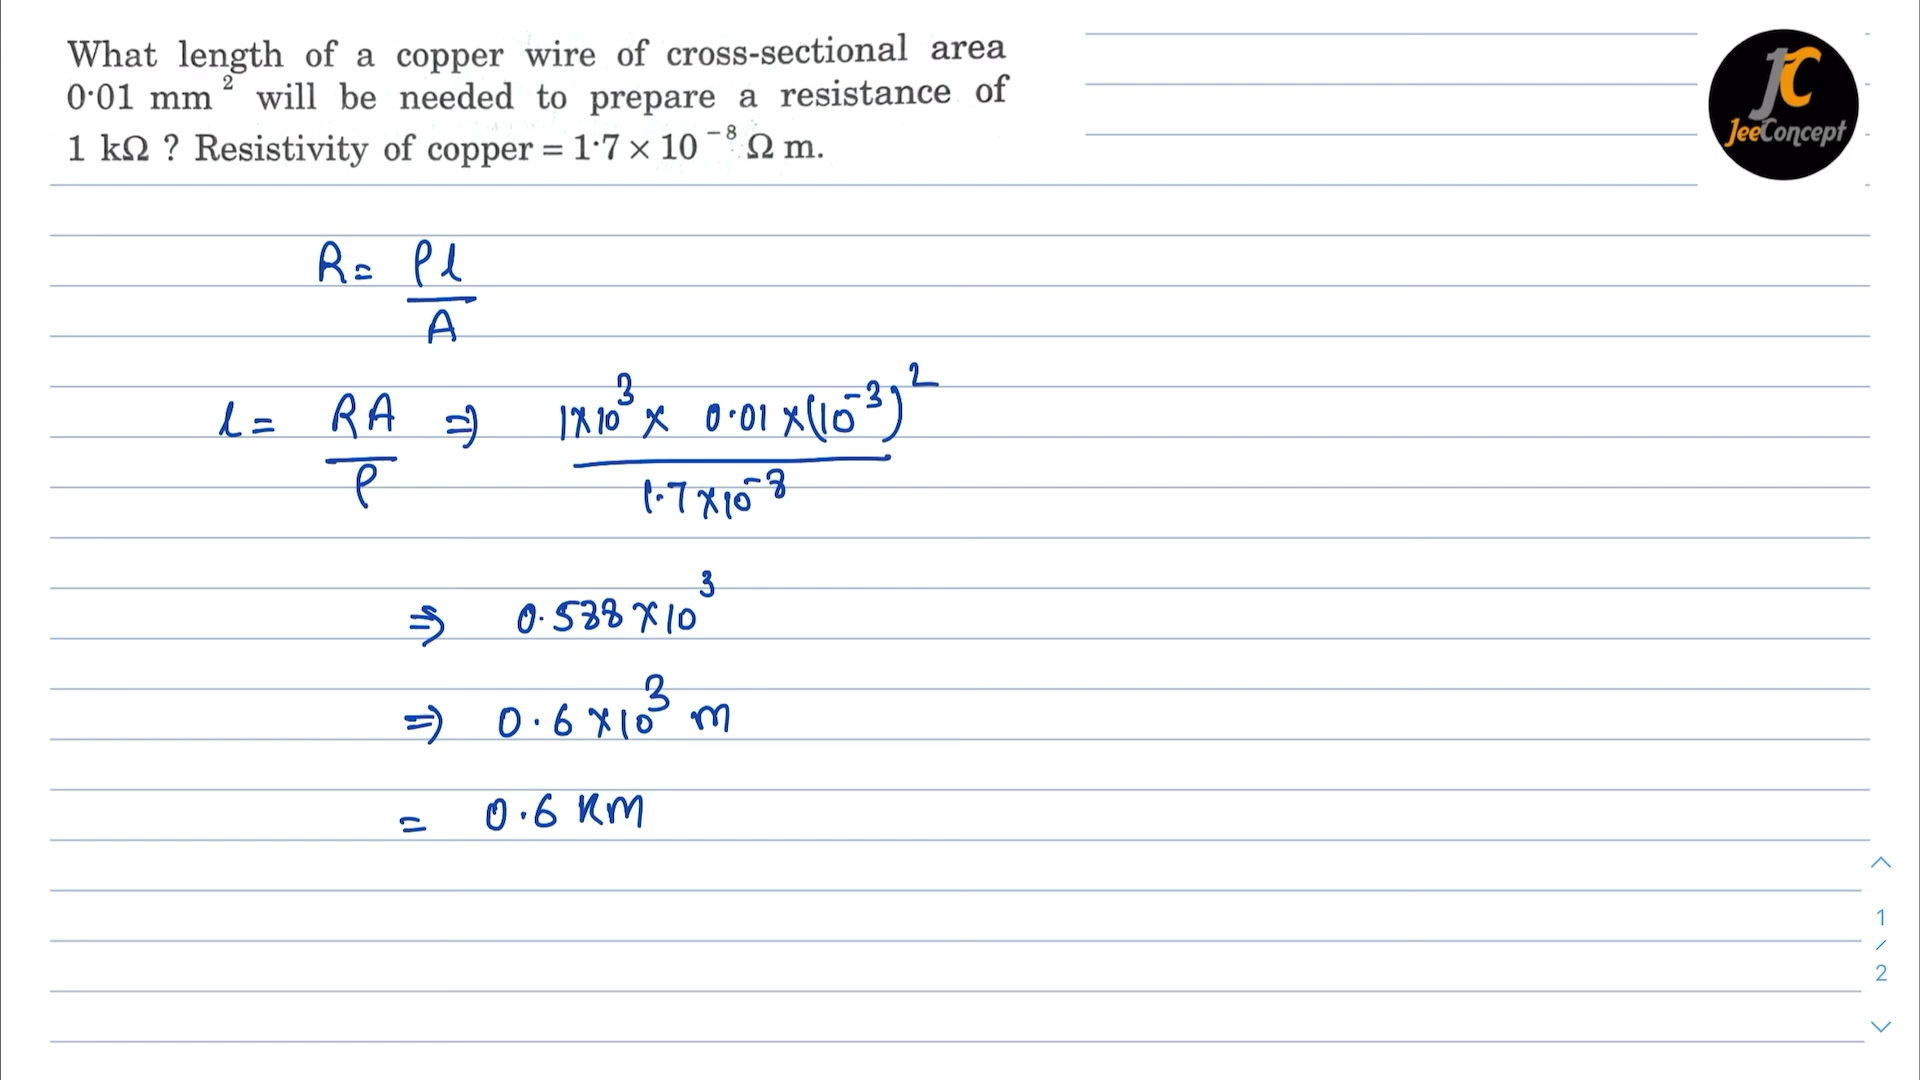 What length of a copper wire of cross-sectional area
0·01 mm² will be needed to prepare a resistance of
1 kΩ ? Resistivity of copper = 1·7 × 10⁻⁸ Ω m.
JC
JeeConcept
R = ρl/A
l = RA/ρ ⇒ 1×10³ × 0.01 × (10⁻³)² / 1.7 × 10⁻⁸
⇒ 0.588 × 10³
⇒ 0.6 × 10³ m
= 0.6 KM
1
/
2